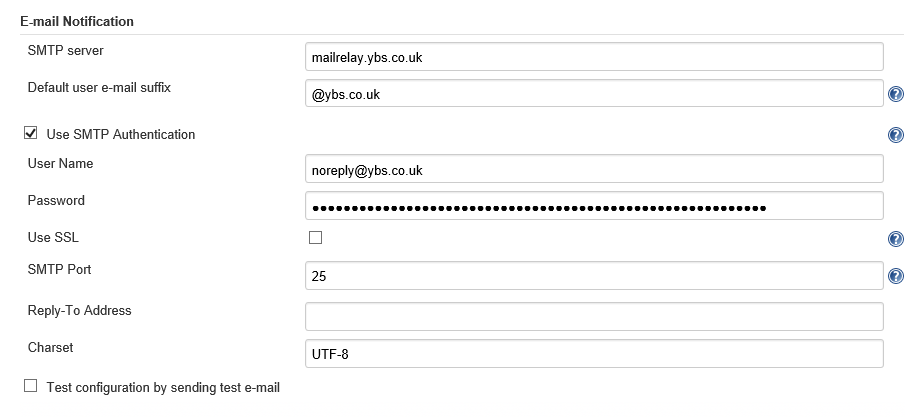 E-mail Notification
SMTP server
mailrelay.ybs.co.uk
Default user e-mail suffix
@ybs.co.uk
Use SMTP Authentication
User Name
noreply@ybs.co.uk
Password
Use SSL
SMTP Port
25
Reply-To Address
Charset
UTF-8
Test configuration by sending test e-mail